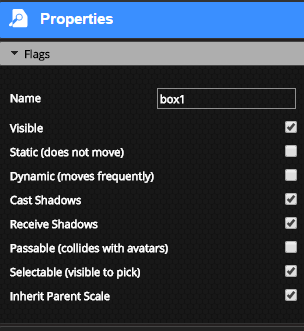 Properties
Flags
Name box1
Visible
Static (does not move)
Dynamic (moves frequently)
Cast Shadows
Receive Shadows
Passable (collides with avatars)
Selectable (visible to pick)
Inherit Parent Scale